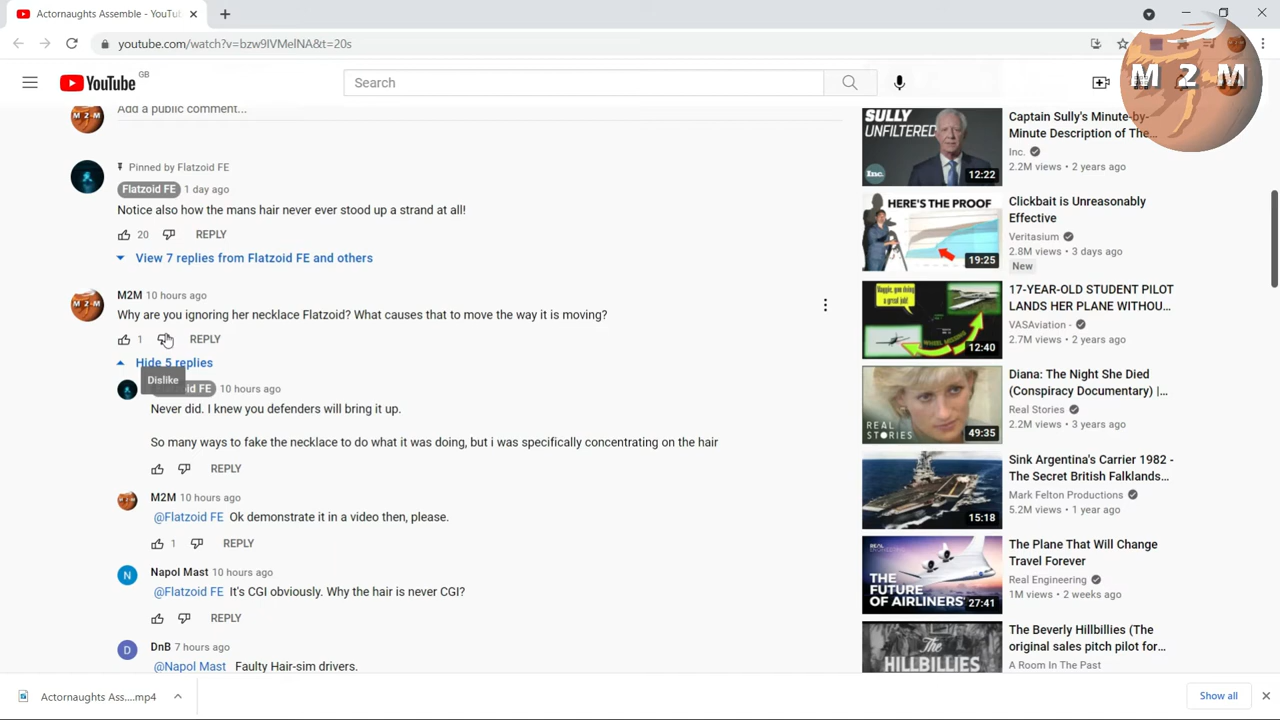 Actornaughts Assemble - YouTu
youtube.com/watch?v=bzw9IVMelNA&t=20s
M 2 M
YouTube
GB
Search
Add a public comment...
Pinned by Flatzoid FE
Flatzoid FE 1 day ago
Notice also how the mans hair never ever stood up a strand at all!
20 REPLY
View 7 replies from Flatzoid FE and others
M2M 10 hours ago
Why are you ignoring her necklace Flatzoid? What causes that to move the way it is moving?
1 REPLY
Hide 5 replies
Dislike
FE 10 hours ago
Never did. I knew you defenders will bring it up.
So many ways to fake the necklace to do what it was doing, but i was specifically concentrating on the hair
REPLY
M2M 10 hours ago
@Flatzoid FE Ok demonstrate it in a video then, please.
1 REPLY
N
Napol Mast 10 hours ago
@Flatzoid FE It's CGI obviously. Why the hair is never CGI?
REPLY
D
DnB 7 hours ago
@Napol Mast Faulty Hair-sim drivers.
SULLY
UNFILTERED
Inc.
12:22
Captain Sully's Minute-by-
Minute Description of The...
Inc.
2.2M views • 2 years ago
HERE'S THE PROOF
19:25
Clickbait is Unreasonably
Effective
Veritasium
2.8M views • 3 days ago
New
12:40
17-YEAR-OLD STUDENT PILOT
LANDS HER PLANE WITHOU...
VASAviation -
2.7M views • 2 years ago
REAL
STORIES
49:35
Diana: The Night She Died
(Conspiracy Documentary) |...
Real Stories
2.2M views • 3 years ago
15:18
Sink Argentina's Carrier 1982 -
The Secret British Falklands...
Mark Felton Productions
5.2M views • 1 year ago
REAL ENGINEERING
THE
FUTURE
OF AIRLINERS
27:41
The Plane That Will Change
Travel Forever
Real Engineering
1M views • 2 weeks ago
THE
HILLBILLIES
The Beverly Hillbillies (The
original sales pitch pilot for...
A Room In The Past
Actornaughts Ass....mp4
Show all